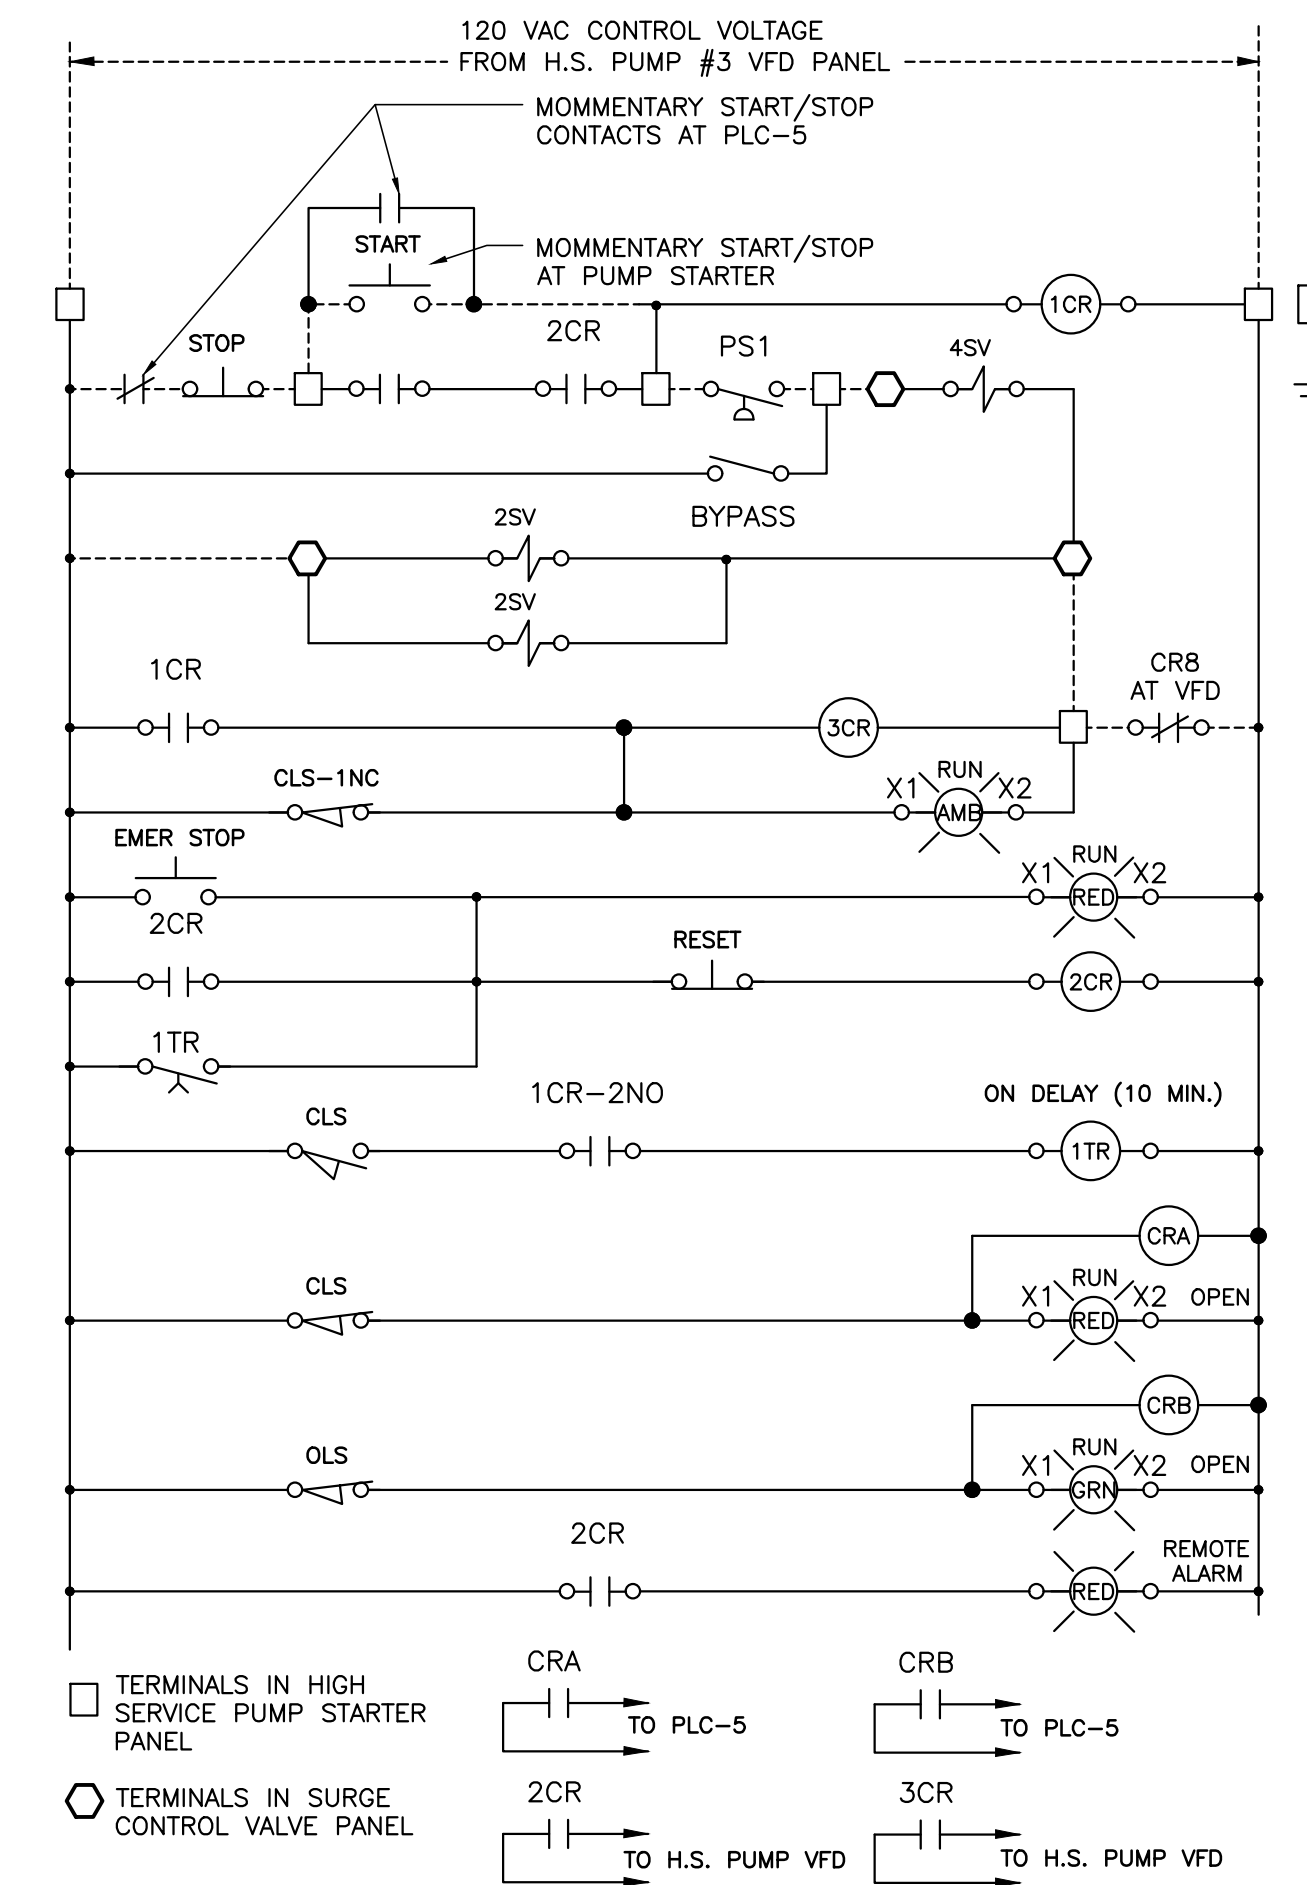 120 VAC CONTROL VOLTAGE
FROM H.S. PUMP #3 VFD PANEL
MOMMENTARY START/STOP
CONTACTS AT PLC-5
START
MOMMENTARY START/STOP
AT PUMP STARTER
1CR
STOP
2CR
PS1
4SV
BYPASS
2SV
2SV
1CR
3CR
CR8
AT VFD
CLS-1NC
RUN
X1
X2
AMB
EMER STOP
RUN
X1
X2
RED
2CR
RESET
2CR
1TR
1CR-2NO
ON DELAY (10 MIN.)
CLS
1TR
CRA
CLS
RUN
X1
X2
OPEN
RED
CRB
OLS
RUN
X1
X2
OPEN
GRN
2CR
REMOTE
ALARM
RED
TERMINALS IN HIGH
SERVICE PUMP STARTER
PANEL
CRA
TO PLC-5
CRB
TO PLC-5
TERMINALS IN SURGE
CONTROL VALVE PANEL
2CR
TO H.S. PUMP VFD
3CR
TO H.S. PUMP VFD